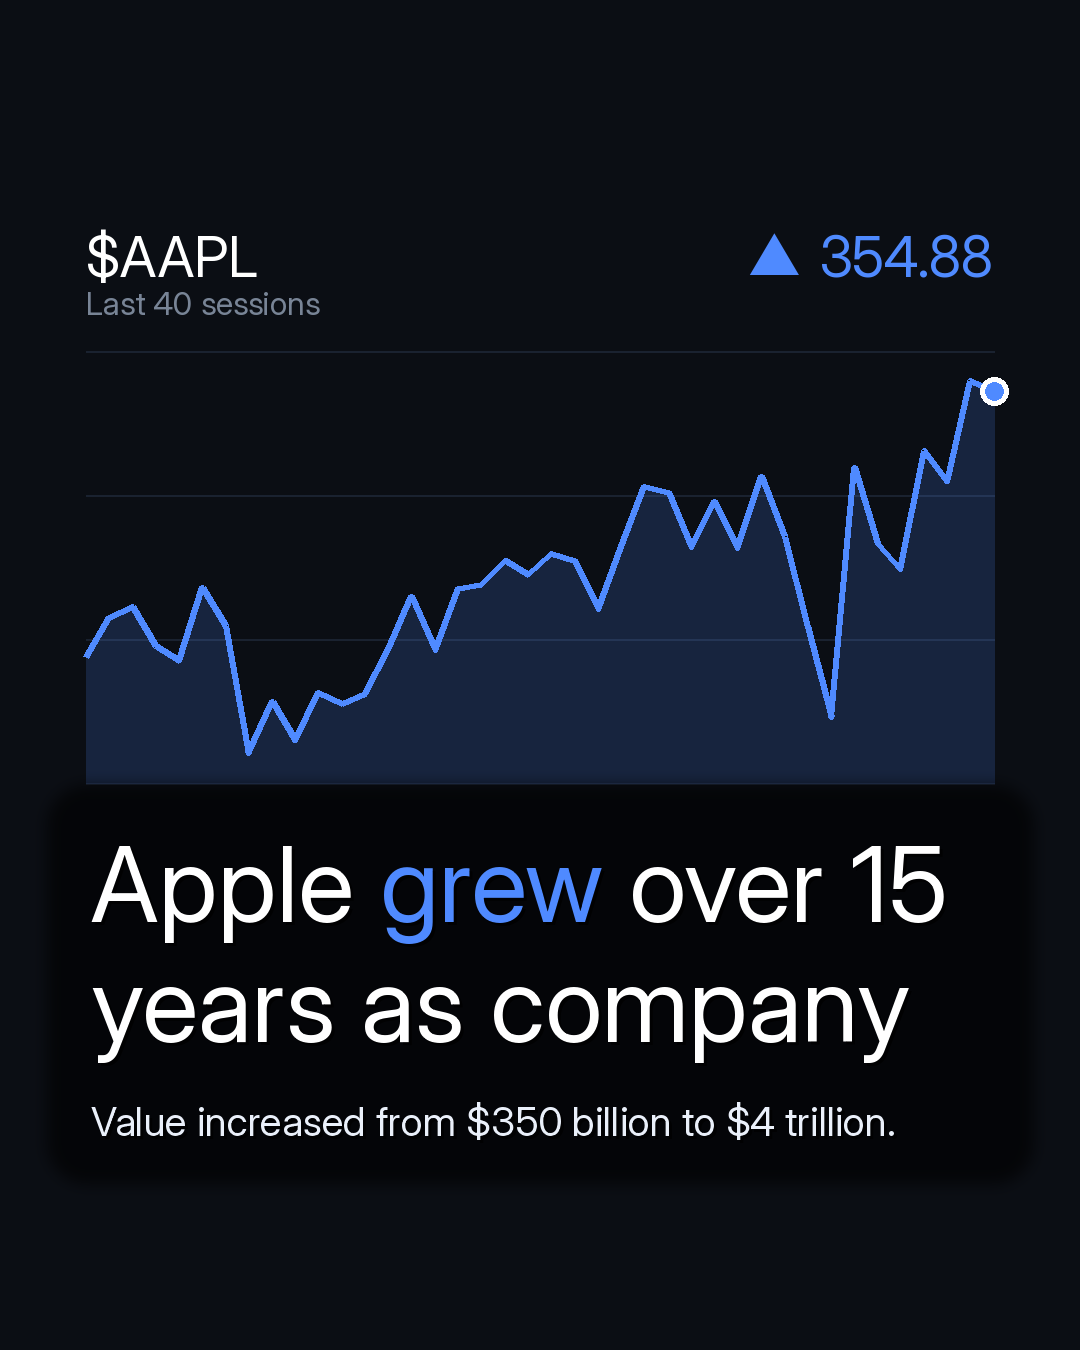 $AAPL
▲ 354.88
Last 40 sessions
Apple grew over 15
years as company
Value increased from $350 billion to $4 trillion.